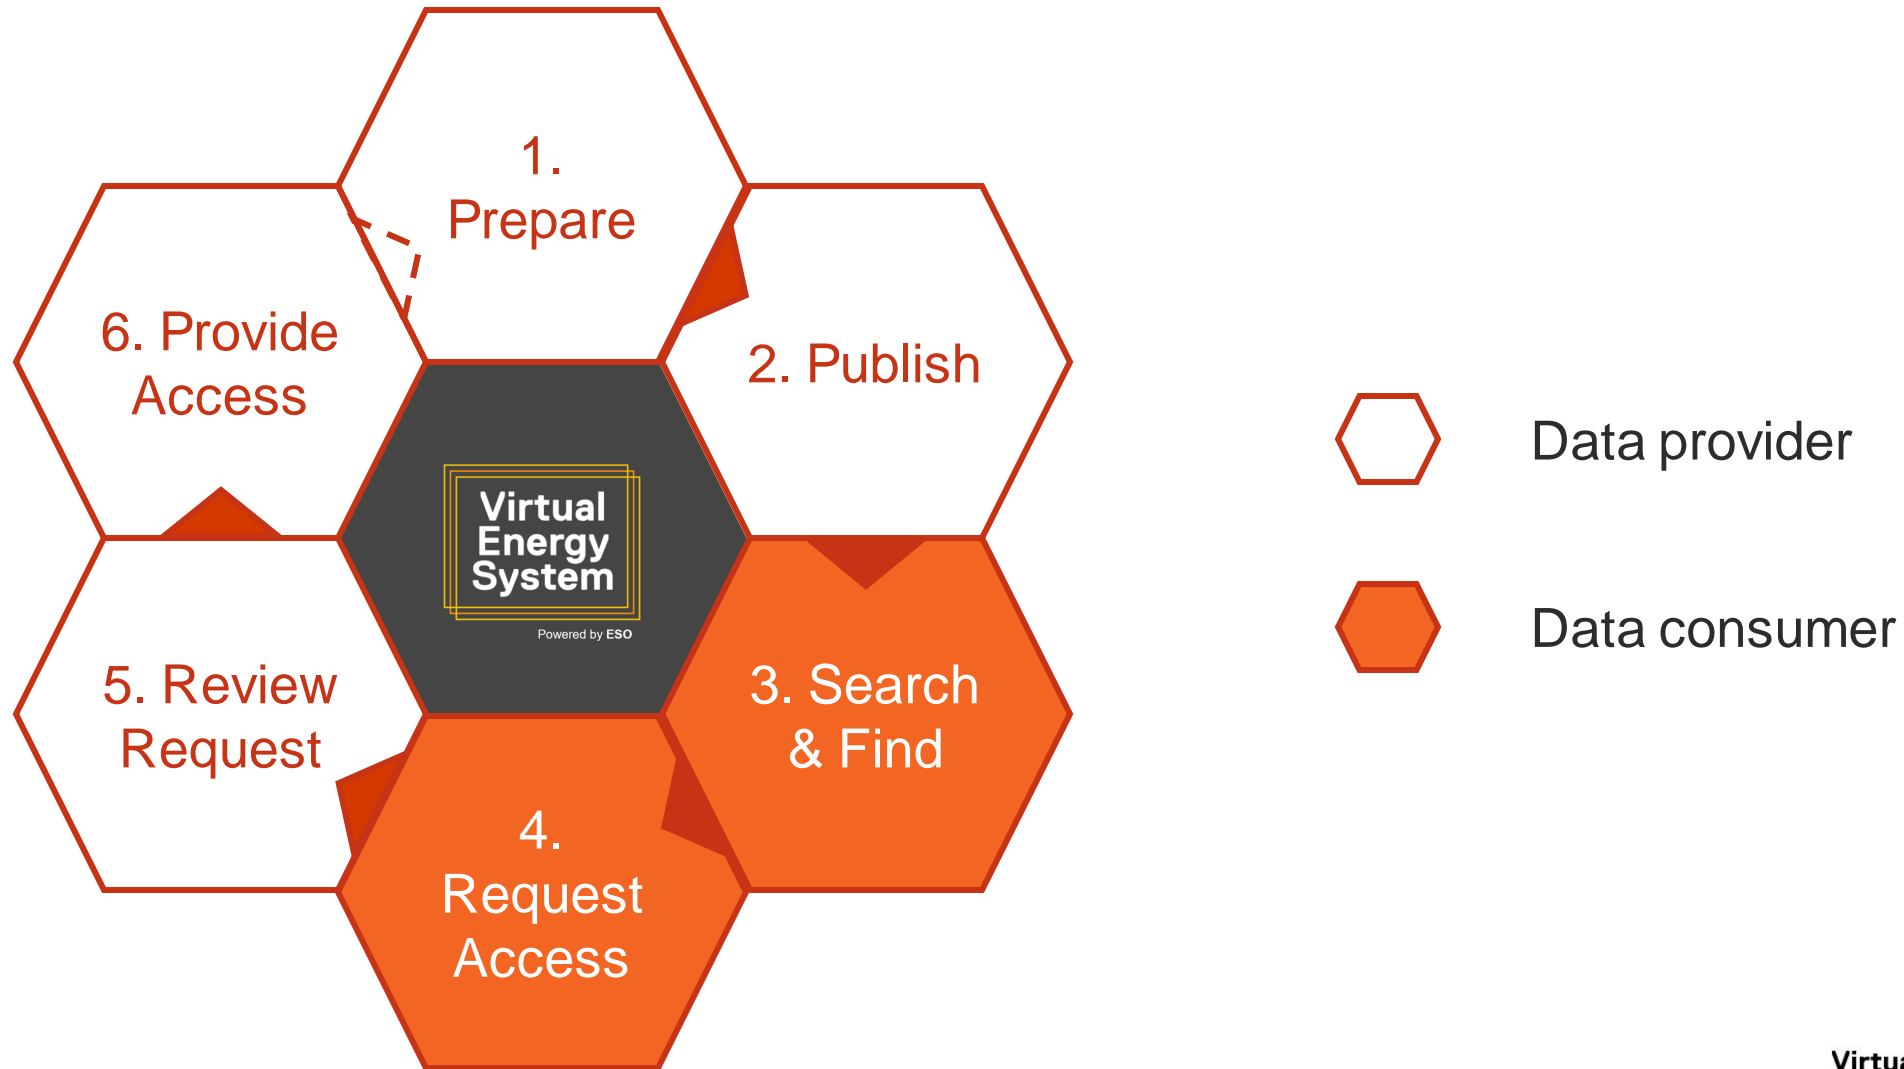 1.
Prepare
2. Publish
3. Search
& Find
4.
Request
Access
5. Review
Request
6. Provide
Access
Virtual
Energy
System
Powered by ESO
Data provider
Data consumer